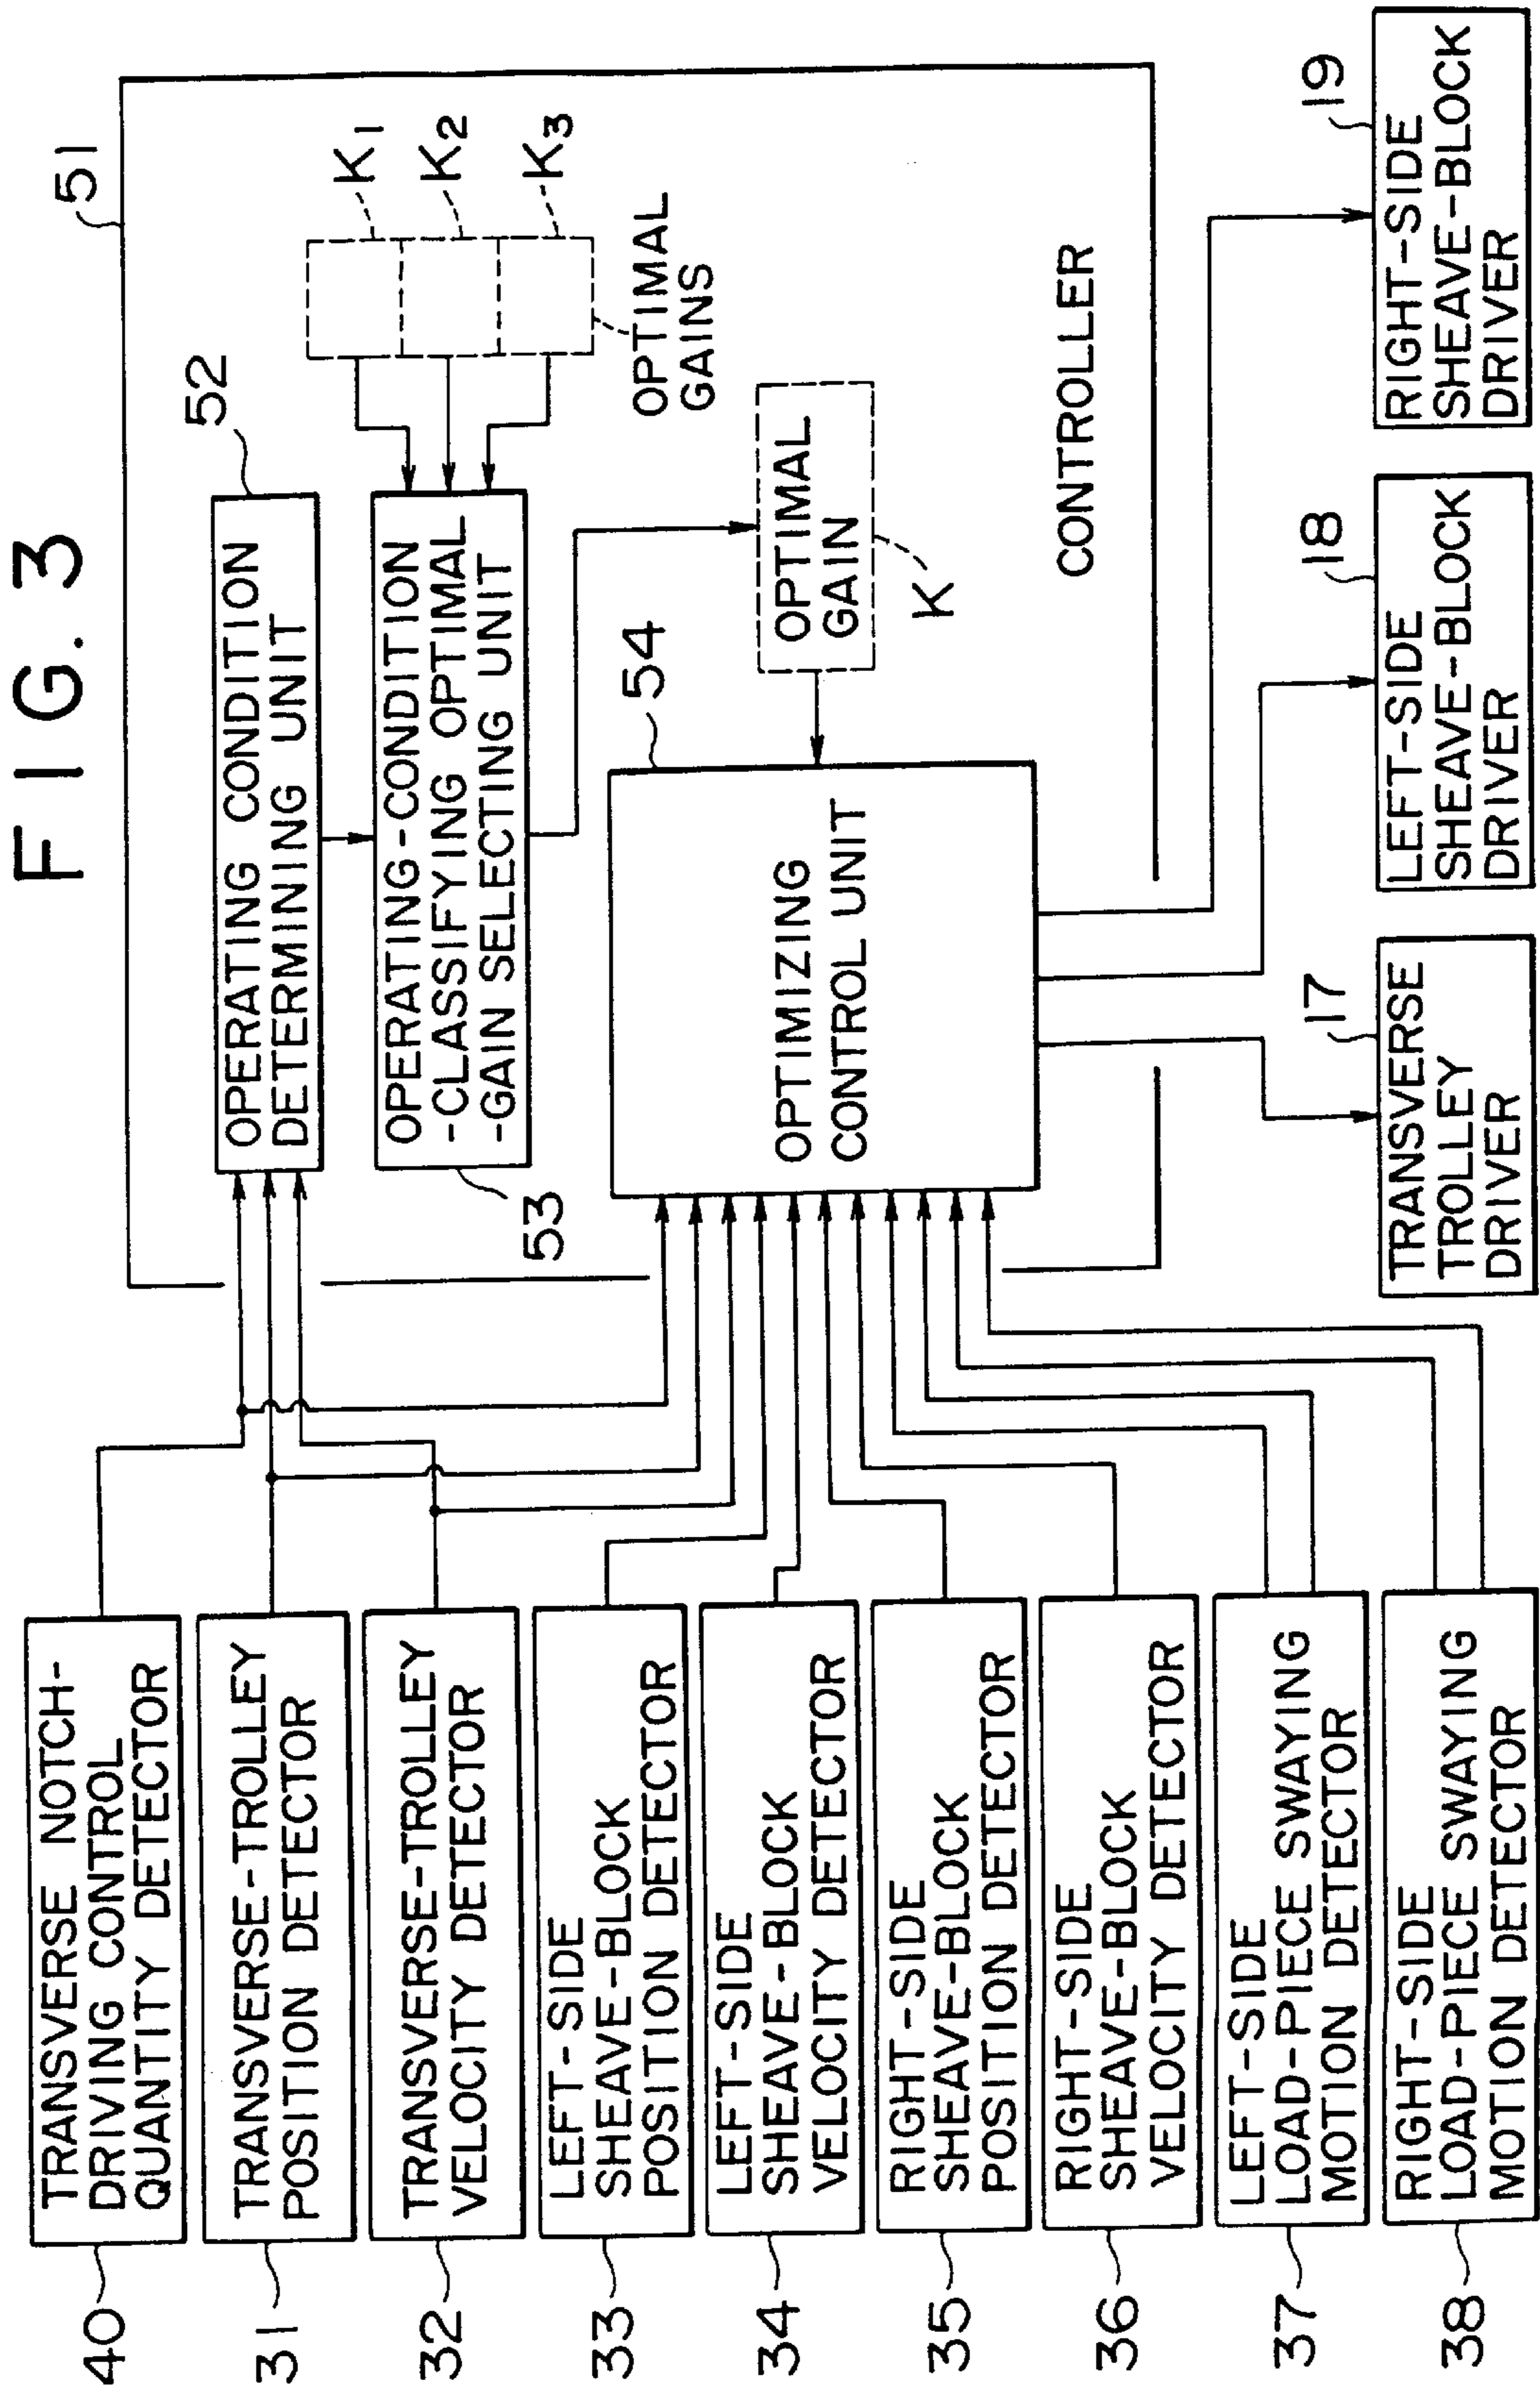 FIG. 3
40
TRANSVERSE NOTCH-
DRIVING CONTROL
QUANTITY DETECTOR
31
TRANSVERSE-TROLLEY
POSITION DETECTOR
32
TRANSVERSE-TROLLEY
VELOCITY DETECTOR
33
LEFT-SIDE
SHEAVE-BLOCK
POSITION DETECTOR
34
LEFT-SIDE
SHEAVE-BLOCK
VELOCITY DETECTOR
35
RIGHT-SIDE
SHEAVE-BLOCK
POSITION DETECTOR
36
RIGHT-SIDE
SHEAVE-BLOCK
VELOCITY DETECTOR
37
LEFT-SIDE
LOAD-PIECE SWAYING
MOTION DETECTOR
38
RIGHT-SIDE
LOAD-PIECE SWAYING
MOTION DETECTOR
51
52
OPERATING CONDITION
DETERMINING UNIT
53
OPERATING-CONDITION
-CLASSIFYING OPTIMAL
-GAIN SELECTING UNIT
K1
K2
K3
OPTIMAL
GAINS
54
OPTIMIZING
CONTROL UNIT
OPTIMAL
GAIN
K
CONTROLLER
17
TRANSVERSE
TROLLEY
DRIVER
18
LEFT-SIDE
SHEAVE-BLOCK
DRIVER
19
RIGHT-SIDE
SHEAVE-BLOCK
DRIVER